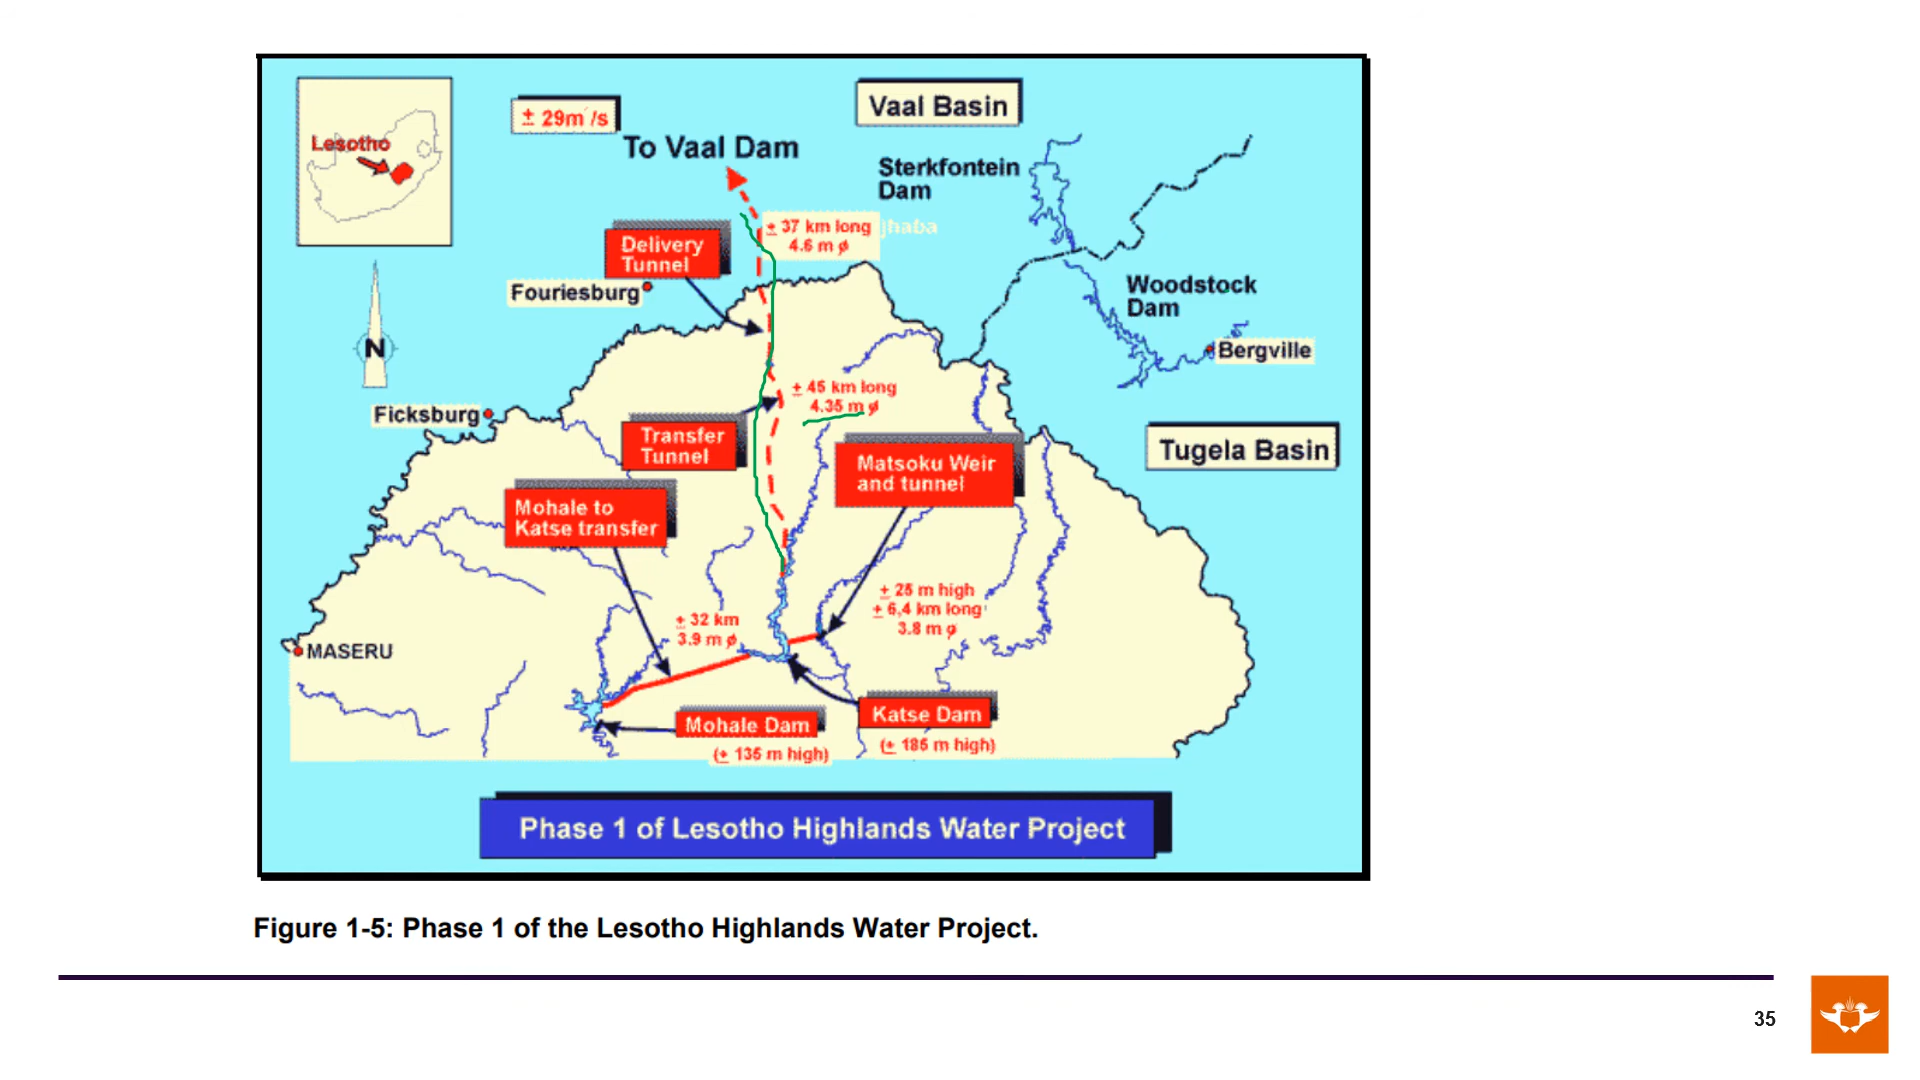 Lesotho
± 29m³/s
To Vaal Dam
Vaal Basin
Sterkfontein
Dam
± 37 km long
4.6 m ø
haba
Delivery
Tunnel
Fouriesburg
Woodstock
Dam
N
Bergville
± 45 km long
4.35 m ø
Ficksburg
Transfer
Tunnel
Tugela Basin
Matsoku Weir
and tunnel
Mohale to
Katse transfer
± 25 m high
± 6,4 km long
3.8 m ø
± 32 km
3.9 m ø
MASERU
Mohale Dam
(± 135 m high)
Katse Dam
(± 185 m high)
Phase 1 of Lesotho Highlands Water Project
Figure 1-5: Phase 1 of the Lesotho Highlands Water Project.
35